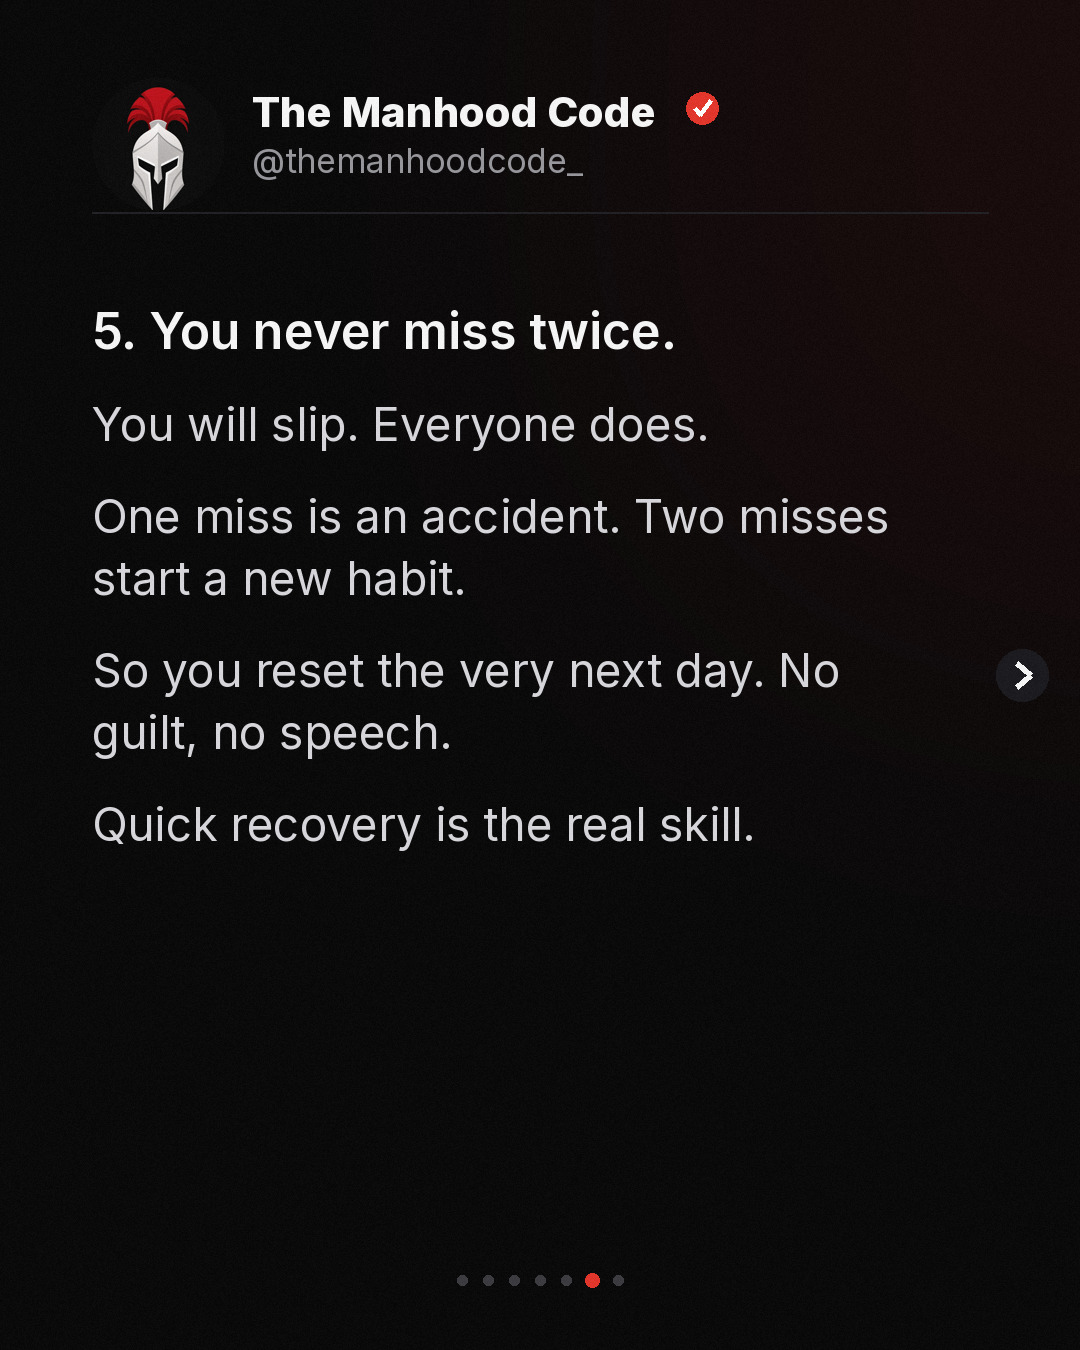 The Manhood Code
@themanhoodcode_
5. You never miss twice.
You will slip. Everyone does.
One miss is an accident. Two misses
start a new habit.
So you reset the very next day. No
guilt, no speech.
Quick recovery is the real skill.